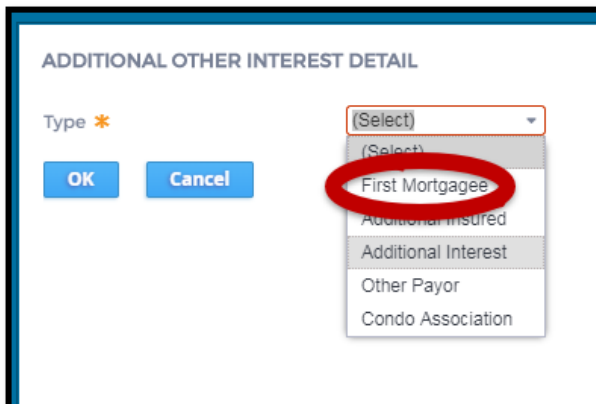 ADDITIONAL OTHER INTEREST DETAIL
Type * (Select)
(Select)
OK Cancel
First Mortgagee
Additional Insured
Additional Interest
Other Payor
Condo Association